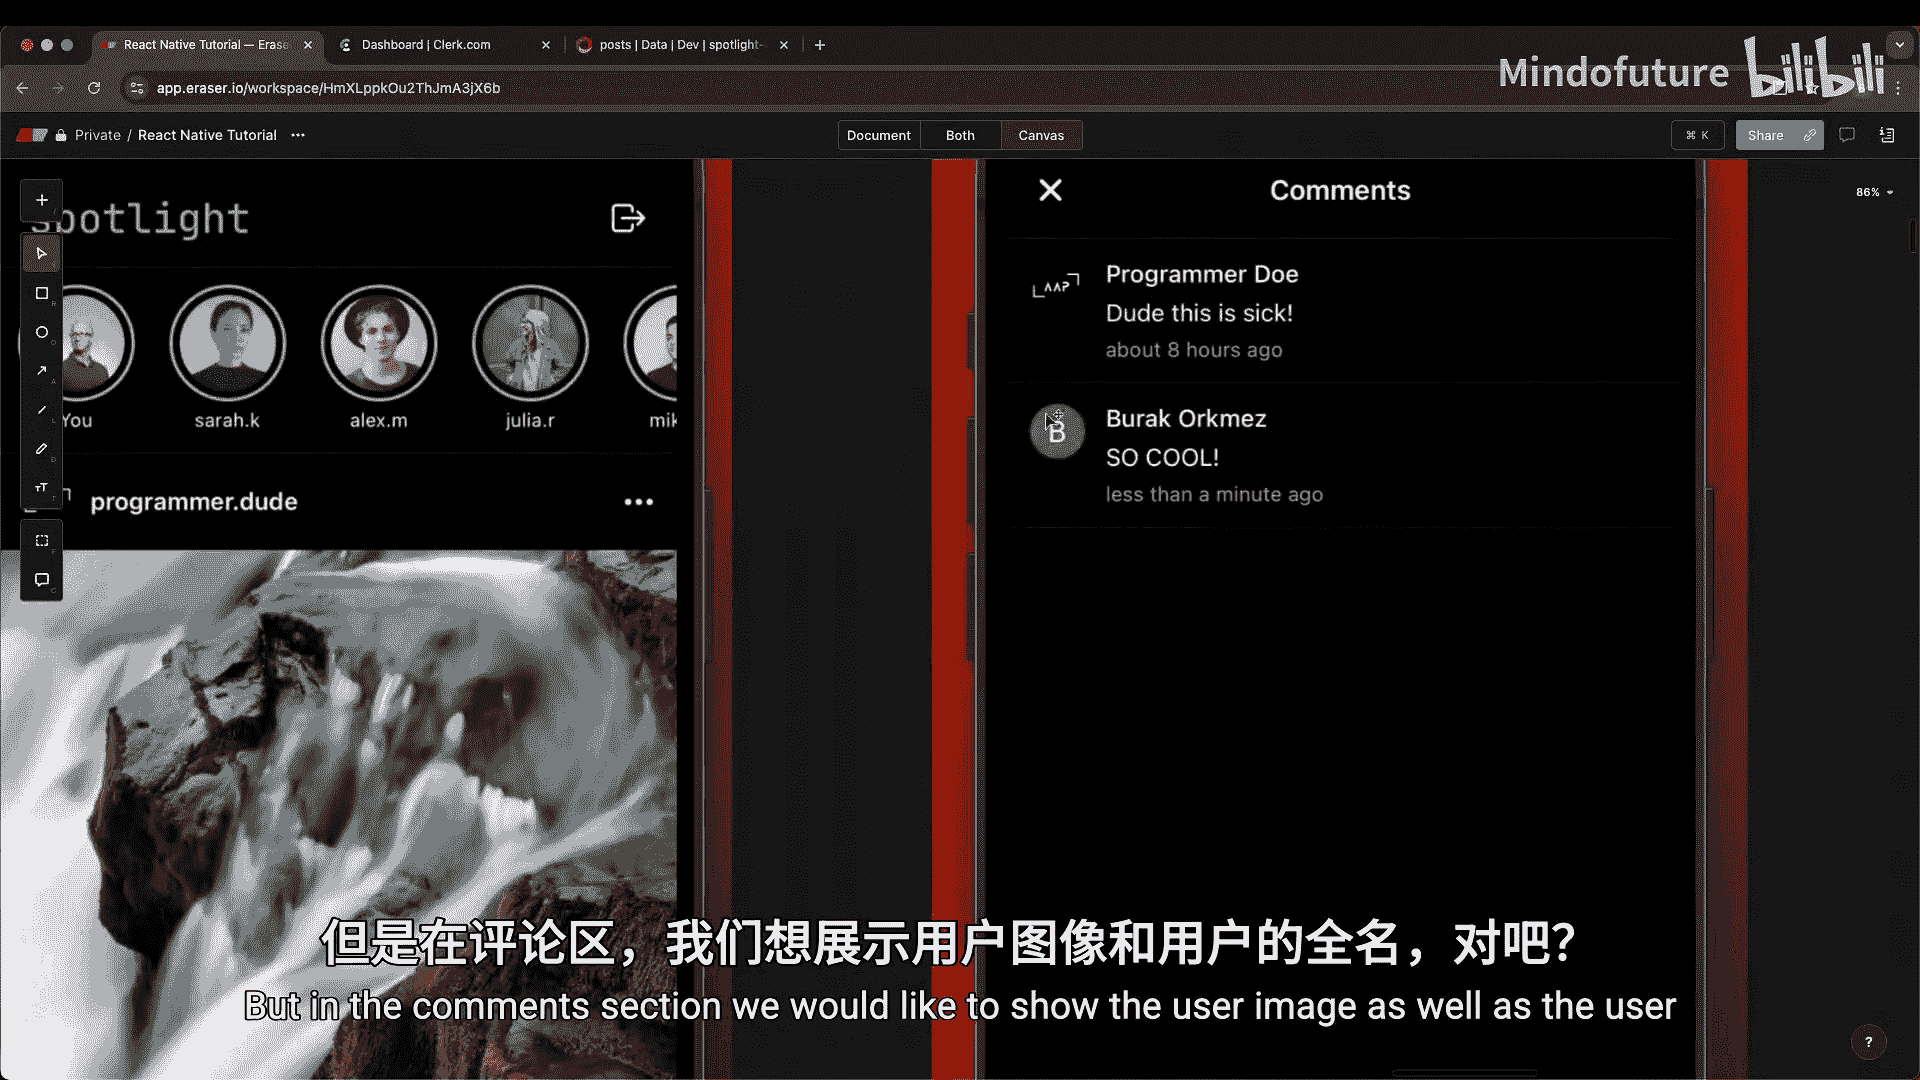 React Native Tutorial — Erase
Dashboard | Clerk.com
posts | Data | Dev | spotlight-
app.eraser.io/workspace/HmXLppkOu2ThJmA3jX6b
Mindofuture bilibili
Private / React Native Tutorial
Document
Both
Canvas
⌘ K
Share
86%
spotlight
You
sarah.k
alex.m
julia.r
mik
programmer.dude
Comments
Programmer Doe
Dude this is sick!
about 8 hours ago
B
Burak Orkmez
SO COOL!
less than a minute ago
但是在评论区，我们想展示用户图像和用户的全名，对吧？
But in the comments section we would like to show the user image as well as the user
?